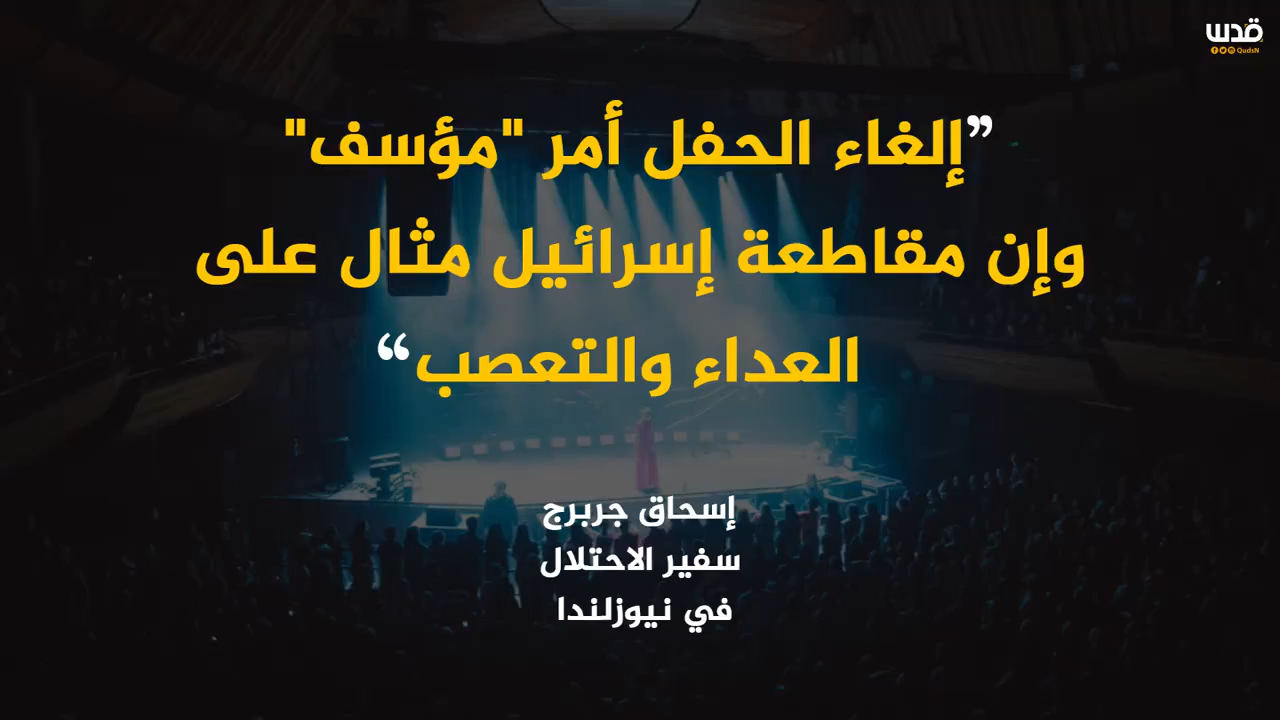 قدس
QudsN
”إلغاء الحفل أمر "مؤسف"
وإن مقاطعة إسرائيل مثال على
العداء والتعصب“
إسحاق جربرج
سفير الاحتلال
في نيوزلندا